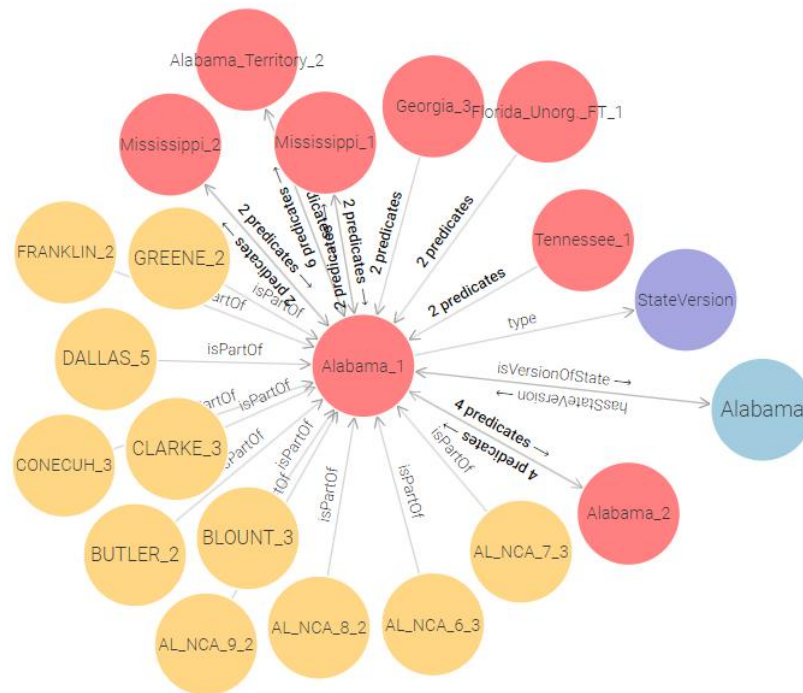 Alabama_Territory_2
Georgia_3
Florida_Unorg._FT_1
Mississippi_2
Mississippi_1
6 predicates →
2 predicates →
2 predicates →
2 predicates →
2 predicates
2 predicates
2 predicates
2 predicates →
FRANKLIN_2
GREENE_2
Tennessee_1
isPartOf
StateVersion
type
DALLAS_5
isPartOf
Alabama_1
isVersionOfState →
hasStateVersion →
Alabama
CONECUH_3
CLARKE_3
isPartOf
4 predicates →
4 predicates →
isPartOf
isPartOf
isPartOf
isPartOf
isPartOf
BUTLER_2
BLOUNT_3
Alabama_2
AL_NCA_7_3
AL_NCA_9_2
AL_NCA_8_2
AL_NCA_6_3